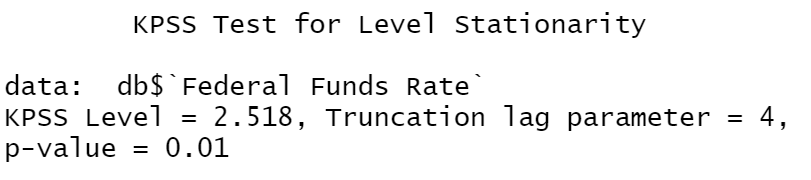 KPSS Test for Level Stationarity
data:  db$`Federal Funds Rate`
KPSS Level = 2.518, Truncation lag parameter = 4,
p-value = 0.01